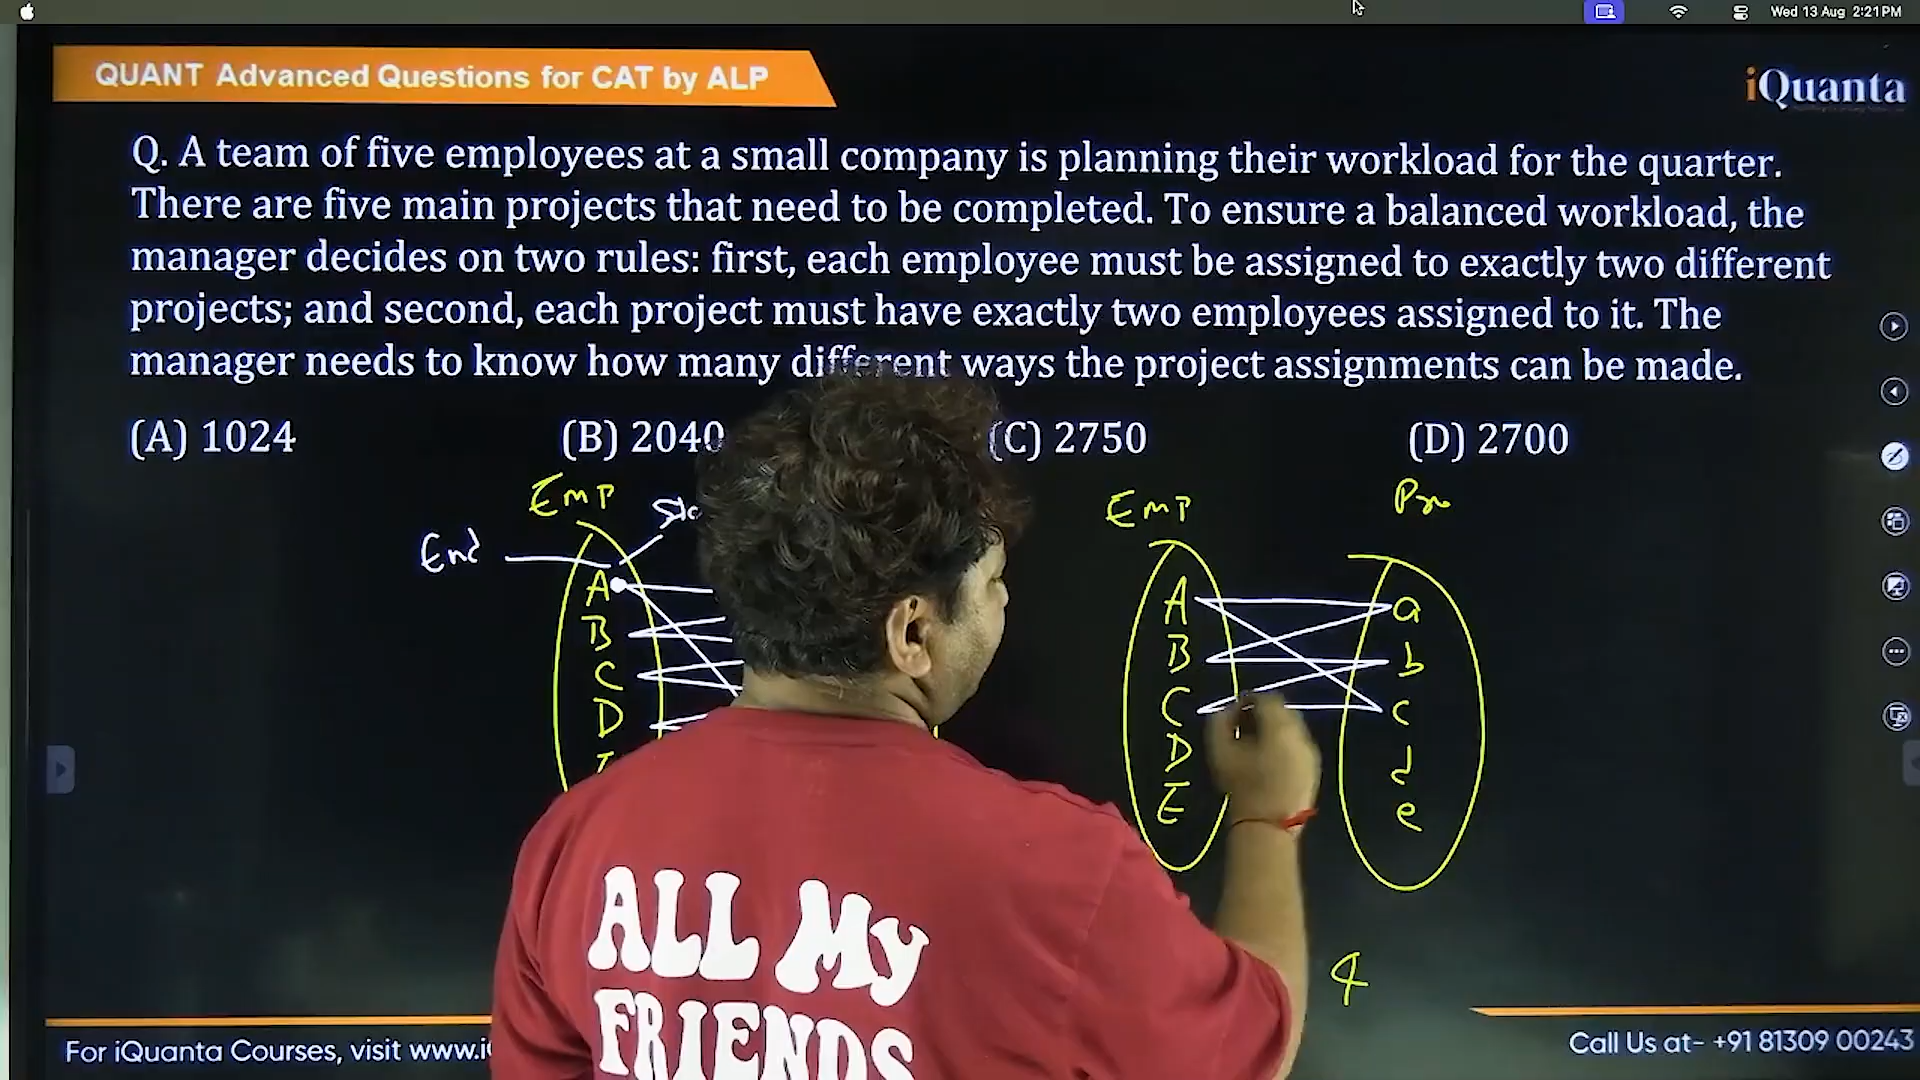 Wed 13 Aug 2:21 PM
QUANT Advanced Questions for CAT by ALP
iQuanta
Q. A team of five employees at a small company is planning their workload for the quarter.
There are five main projects that need to be completed. To ensure a balanced workload, the
manager decides on two rules: first, each employee must be assigned to exactly two different
projects; and second, each project must have exactly two employees assigned to it. The
manager needs to know how many different ways the project assignments can be made.
(A) 1024 (B) 2040 (C) 2750 (D) 2700
Emp Emp Pro
End
A A a
B B b
C C c
D D d
E e
4
ALL My
FRIENDS
For iQuanta Courses, visit
Call Us at- +91 81309 00243